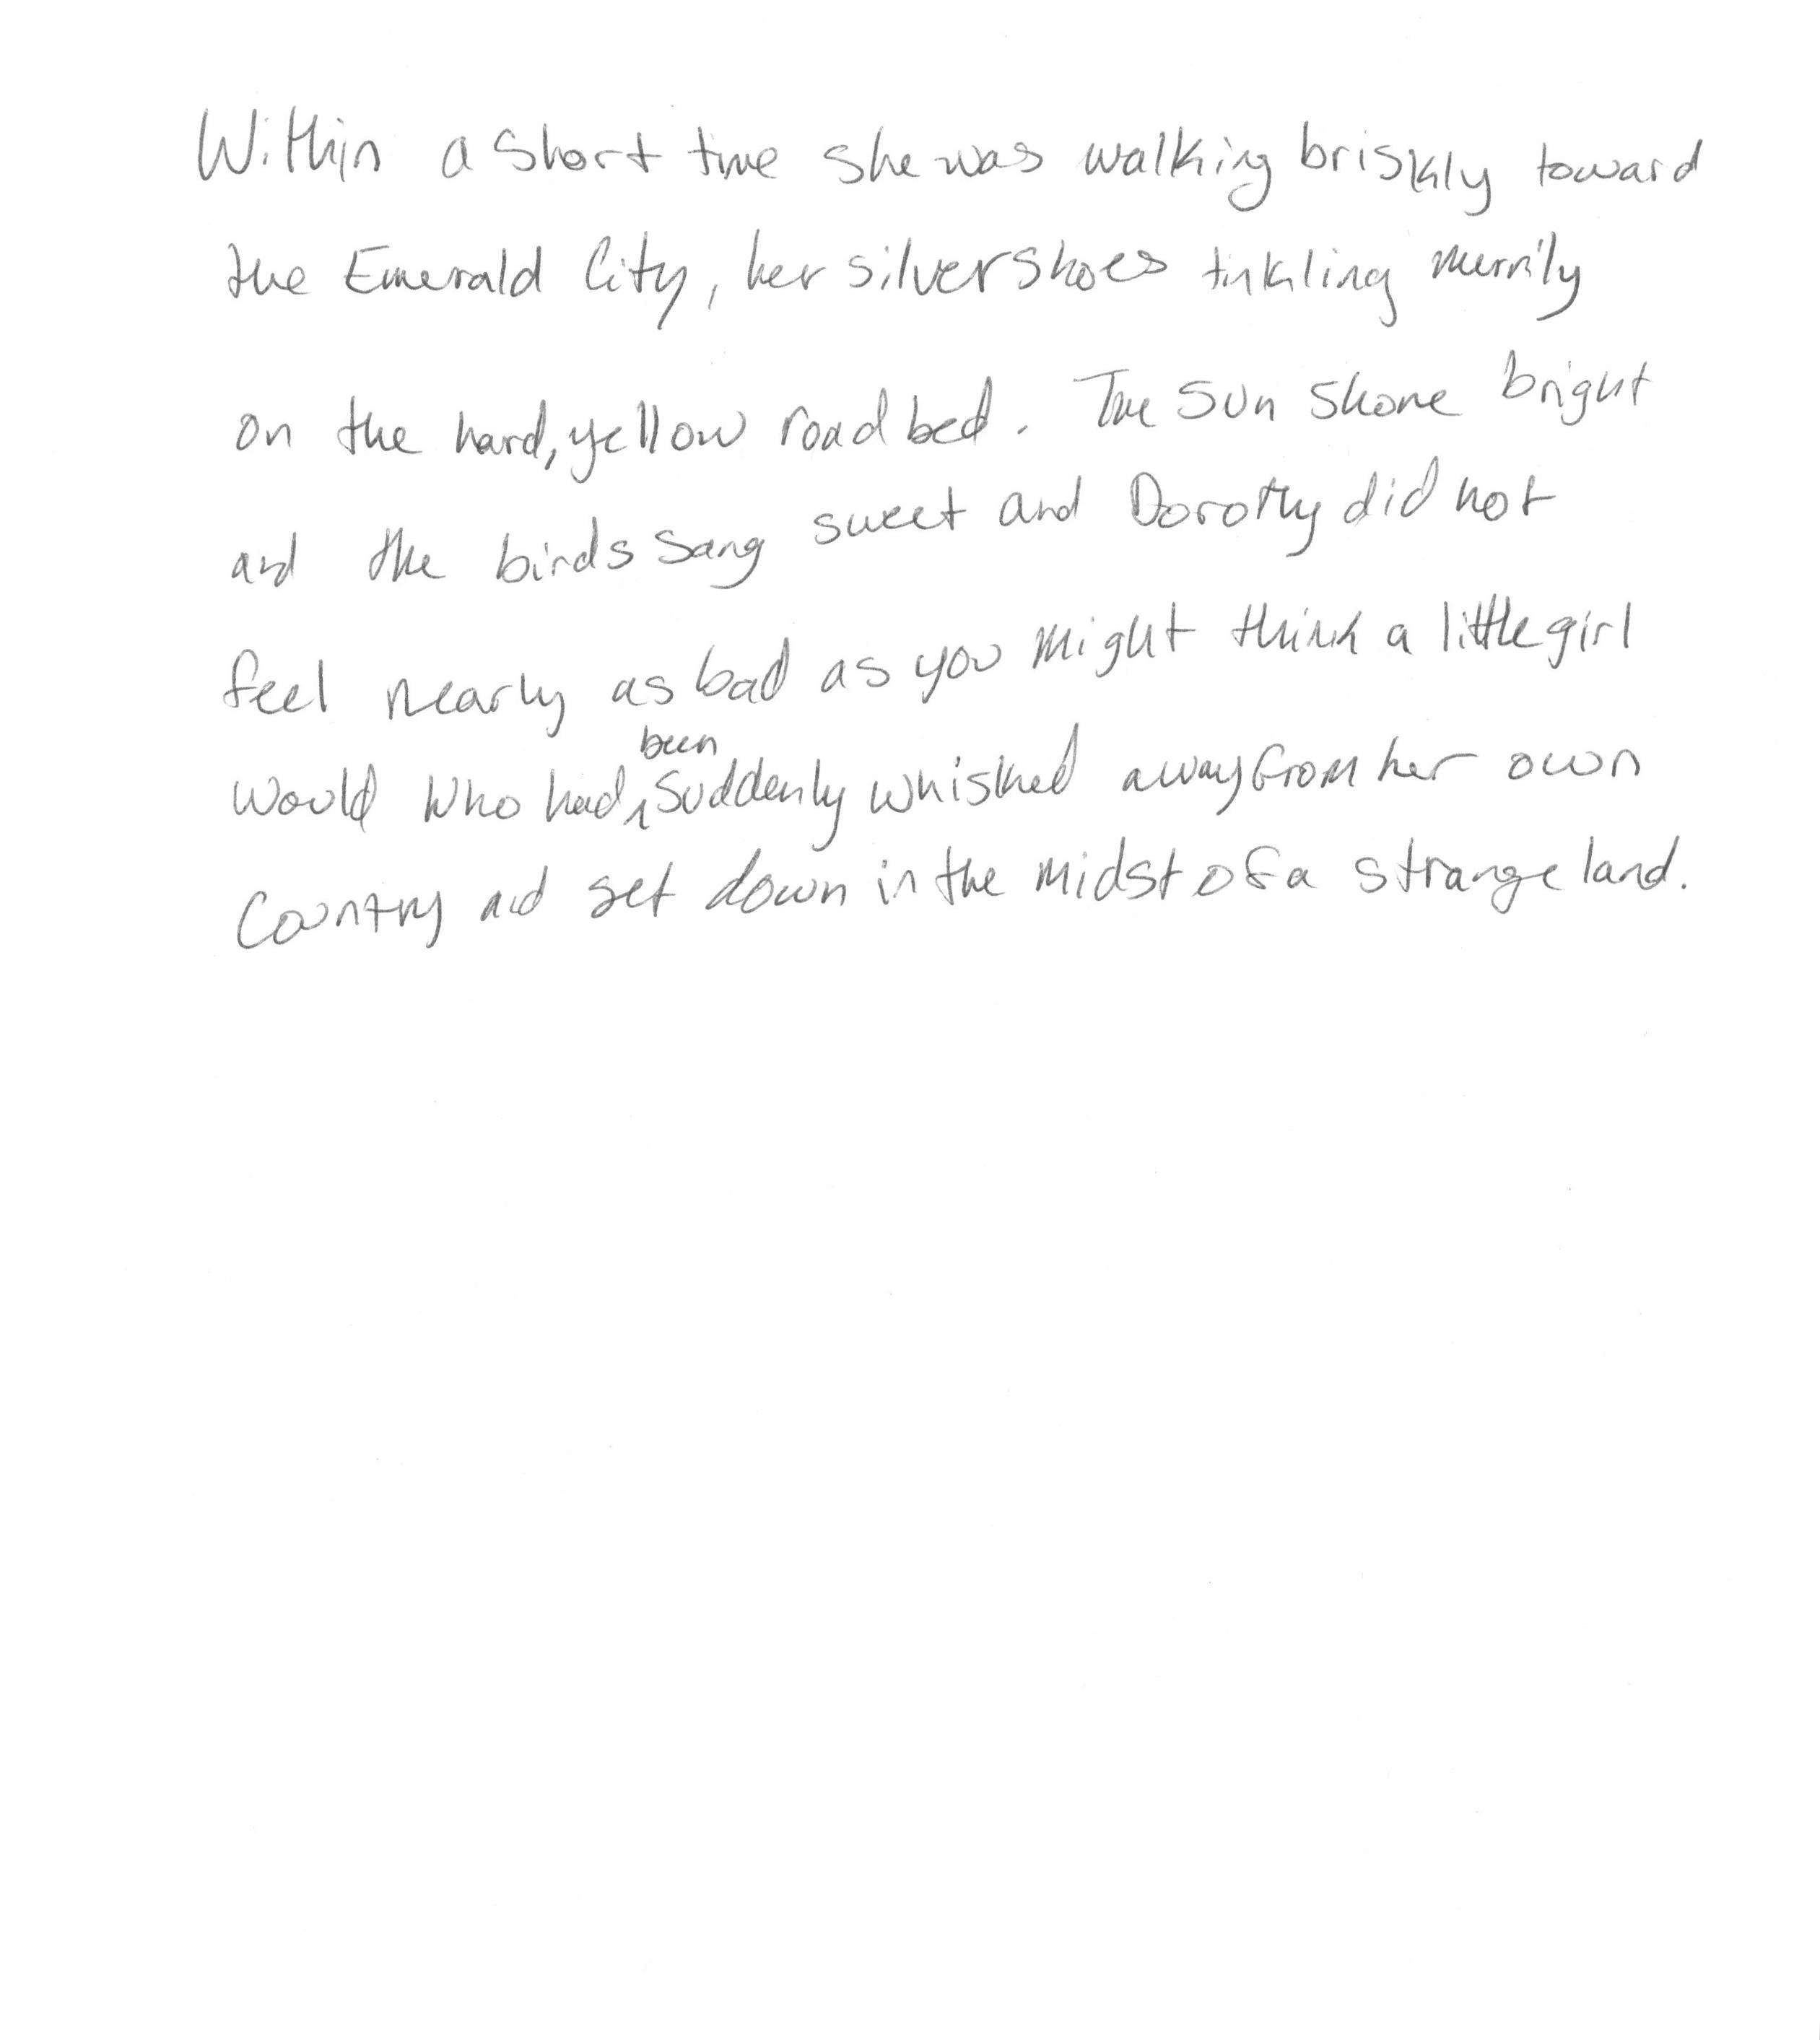 Within a short time she was walking briskly toward
the Emerald City, her silver shoes tinkling merrily
on the hard, yellow road bed. The sun shone bright
and the birds sang sweet and Dorothy did not
feel nearly as bad as you might think a little girl
would who had been suddenly whisked away from her own
country and set down in the midst of a strange land.